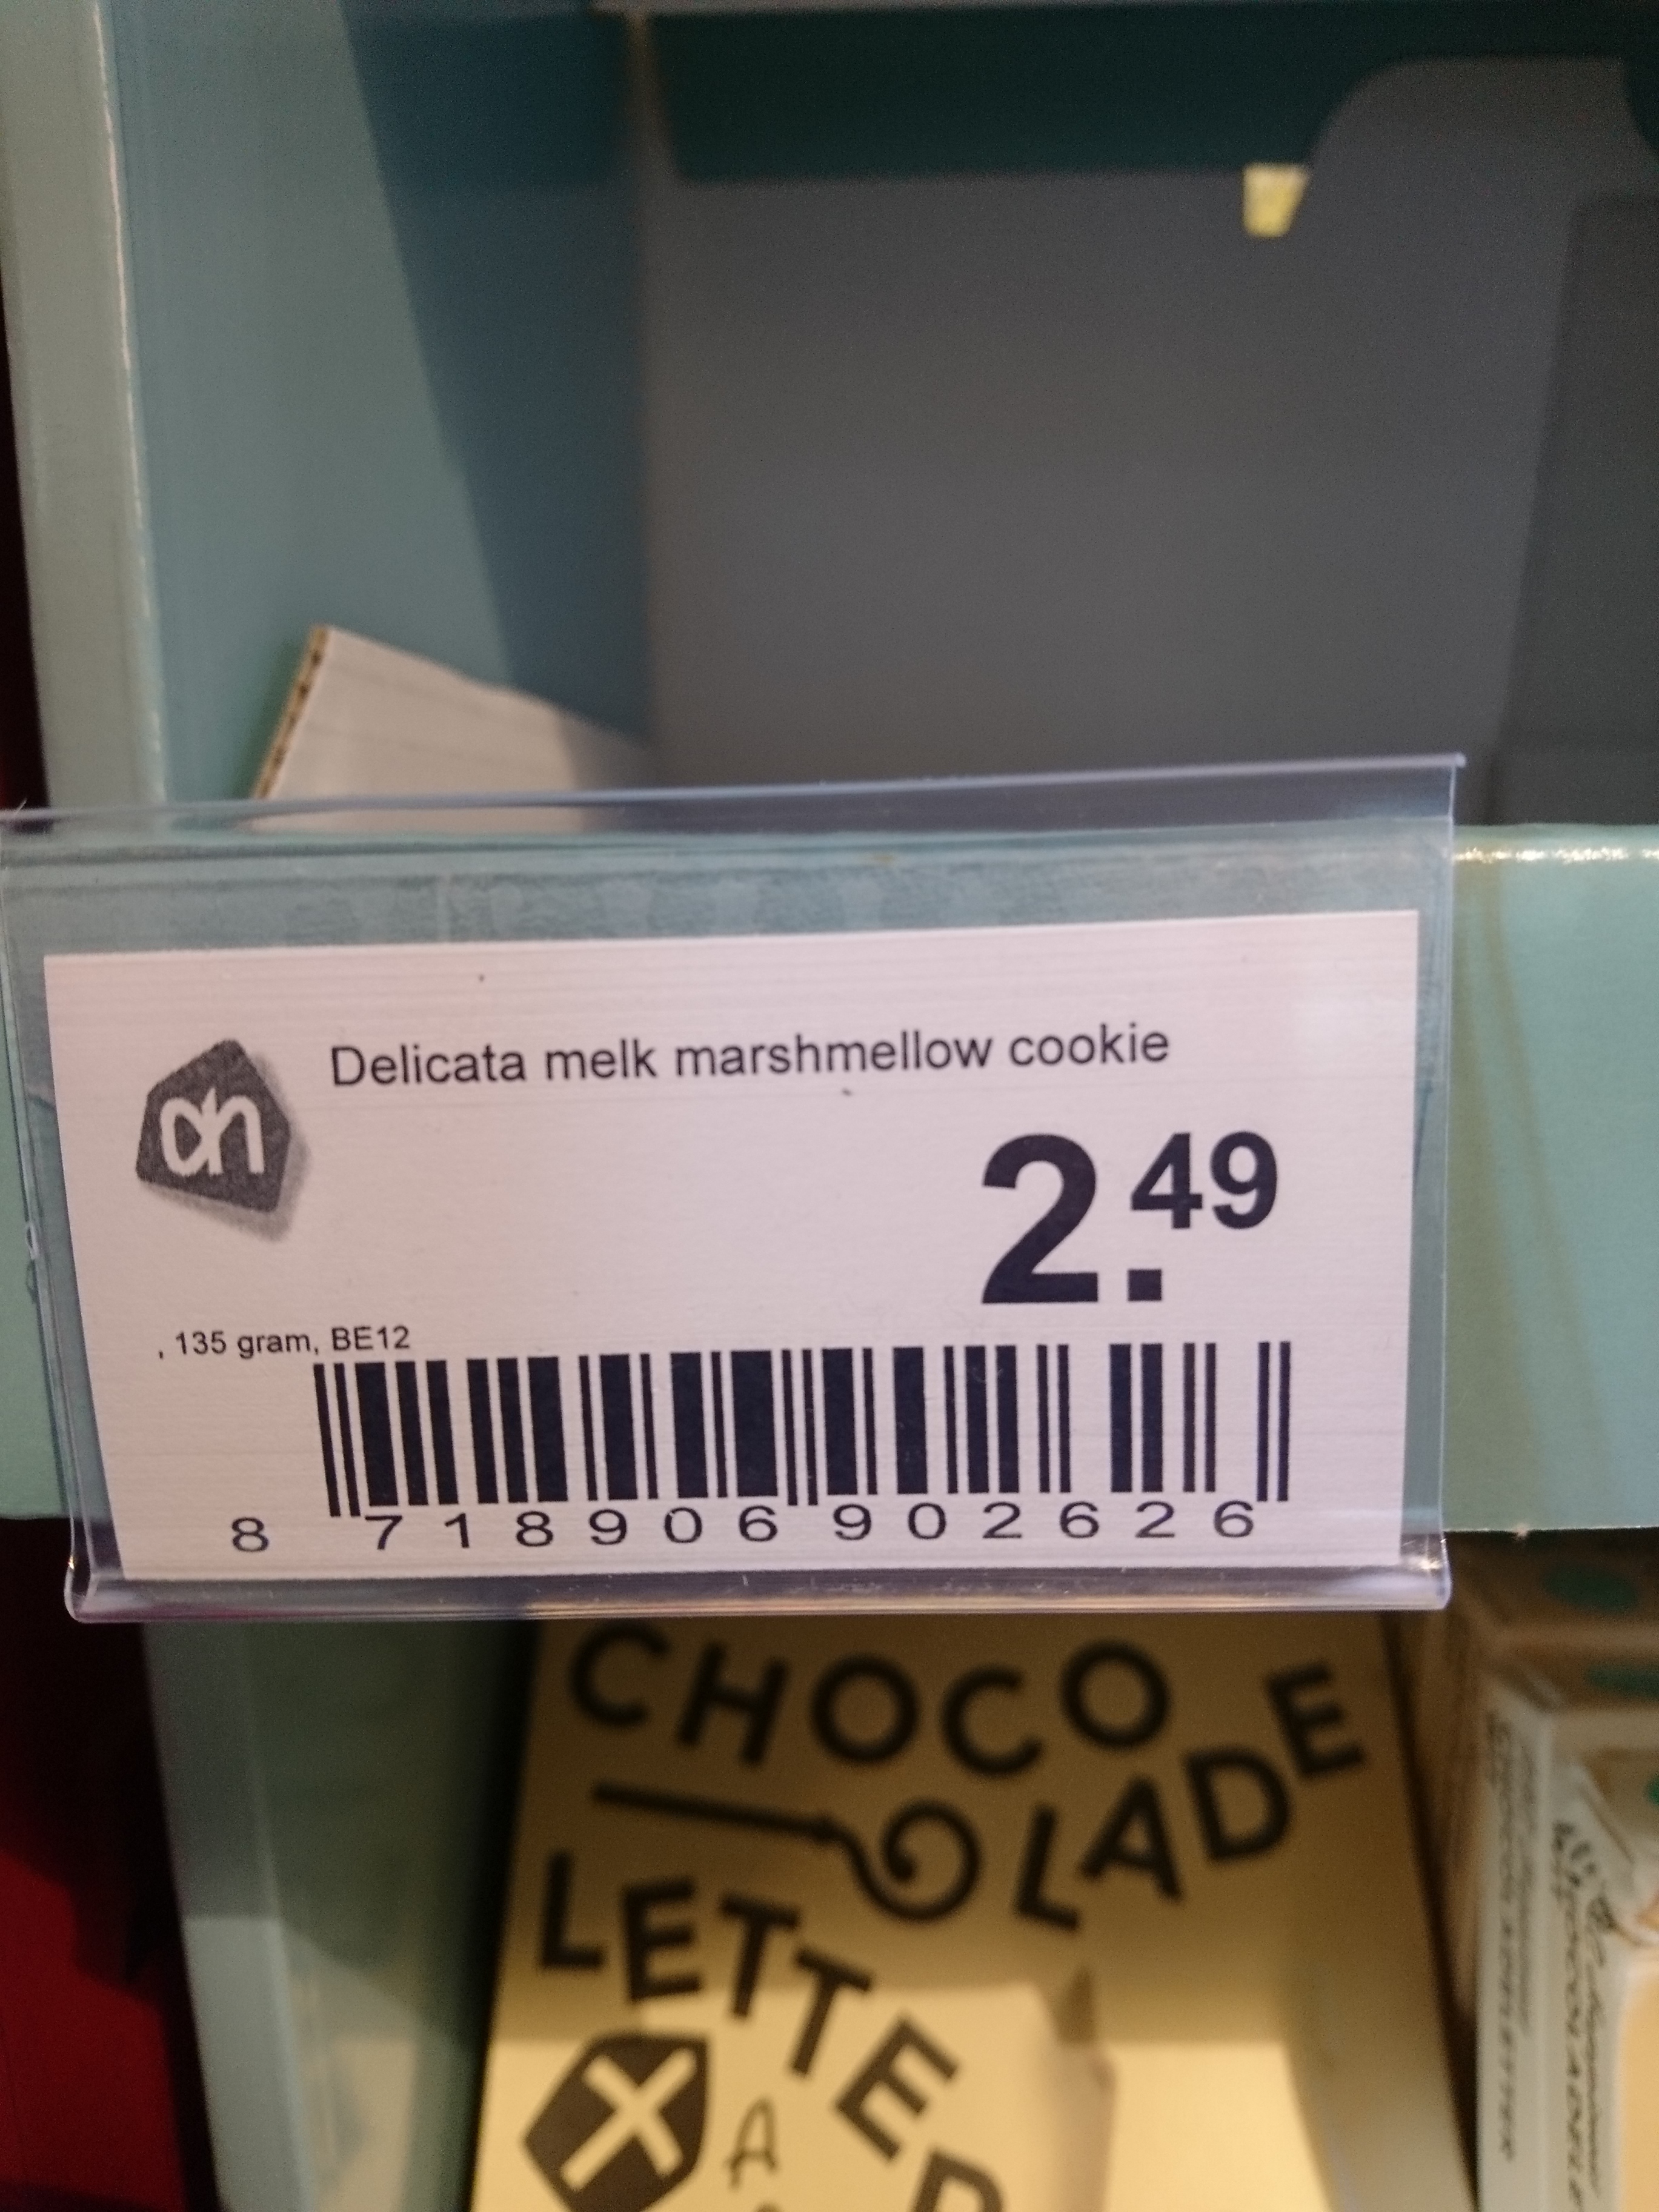 ah
Delicata melk marshmellow cookie
2.49
, 135 gram, BE12
8 718906 902626
CHOCO
LADE
LETTER
A